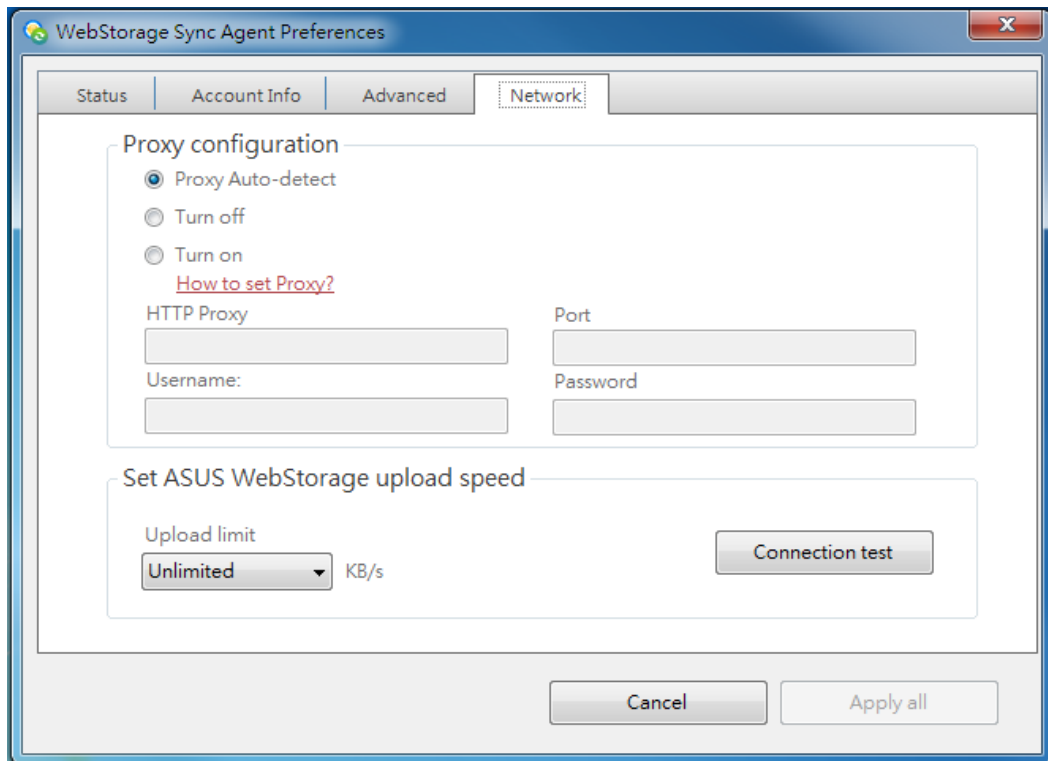 WebStorage Sync Agent Preferences
Status Account Info Advanced Network
Proxy configuration
Proxy Auto-detect
Turn off
Turn on
How to set Proxy?
HTTP Proxy Port
Username: Password
Set ASUS WebStorage upload speed
Upload limit
Unlimited KB/s Connection test
Cancel Apply all